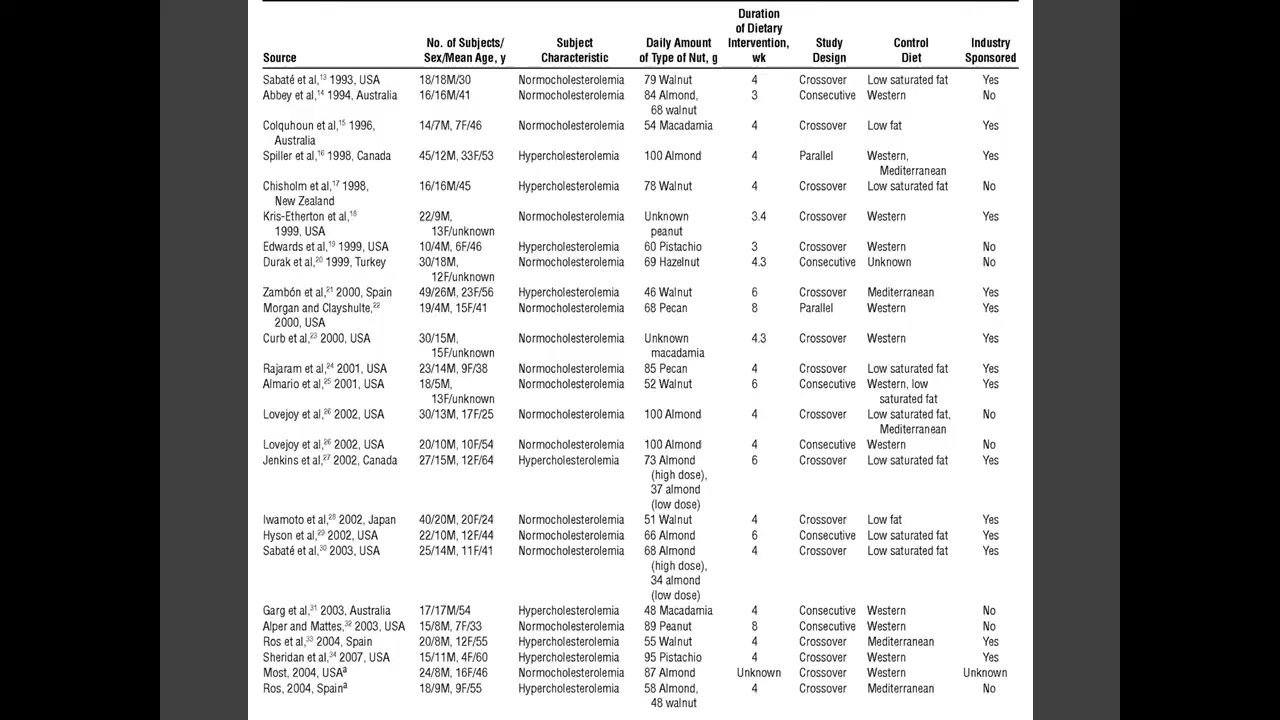 Source No. of Subjects/ Sex/Mean Age, y Subject Characteristic Daily Amount of Type of Nut, g Duration of Dietary Intervention, wk Study Design Control Diet Industry Sponsored
Sabaté et al,13 1993, USA 18/18M/30 Normocholesterolemia 79 Walnut 4 Crossover Low saturated fat Yes
Abbey et al,14 1994, Australia 16/16M/41 Normocholesterolemia 84 Almond, 68 walnut 3 Consecutive Western No
Colquhoun et al,15 1996, Australia 14/7M, 7F/46 Normocholesterolemia 54 Macadamia 4 Crossover Low fat Yes
Spiller et al,16 1998, Canada 45/12M, 33F/53 Hypercholesterolemia 100 Almond 4 Parallel Western, Mediterranean Yes
Chisholm et al,17 1998, New Zealand 16/16M/45 Hypercholesterolemia 78 Walnut 4 Crossover Low saturated fat No
Kris-Etherton et al,18 1999, USA 22/9M, 13F/unknown Normocholesterolemia Unknown peanut 3.4 Crossover Western Yes
Edwards et al,19 1999, USA 10/4M, 6F/46 Hypercholesterolemia 60 Pistachio 3 Crossover Western No
Durak et al,20 1999, Turkey 30/18M, 12F/unknown Normocholesterolemia 69 Hazelnut 4.3 Consecutive Unknown No
Zambón et al,21 2000, Spain 49/26M, 23F/56 Hypercholesterolemia 46 Walnut 6 Crossover Mediterranean Yes
Morgan and Clayshulte,22 2000, USA 19/4M, 15F/41 Normocholesterolemia 68 Pecan 8 Parallel Western Yes
Curb et al,23 2000, USA 30/15M, 15F/unknown Normocholesterolemia Unknown macadamia 4.3 Crossover Western Yes
Rajaram et al,24 2001, USA 23/14M, 9F/38 Normocholesterolemia 85 Pecan 4 Crossover Low saturated fat Yes
Almario et al,25 2001, USA 18/5M, 13F/unknown Normocholesterolemia 52 Walnut 6 Consecutive Western, low saturated fat Yes
Lovejoy et al,26 2002, USA 30/13M, 17F/25 Normocholesterolemia 100 Almond 4 Crossover Low saturated fat, Mediterranean No
Lovejoy et al,26 2002, USA 20/10M, 10F/54 Normocholesterolemia 100 Almond 4 Consecutive Western No
Jenkins et al,27 2002, Canada 27/15M, 12F/64 Hypercholesterolemia 73 Almond (high dose), 37 almond (low dose) 6 Crossover Low saturated fat Yes
Iwamoto et al,28 2002, Japan 40/20M, 20F/24 Normocholesterolemia 51 Walnut 4 Crossover Low fat Yes
Hyson et al,29 2002, USA 22/10M, 12F/44 Normocholesterolemia 66 Almond 6 Consecutive Low saturated fat Yes
Sabaté et al,30 2003, USA 25/14M, 11F/41 Normocholesterolemia 68 Almond (high dose), 34 almond (low dose) 4 Crossover Low saturated fat Yes
Garg et al,31 2003, Australia 17/17M/54 Hypercholesterolemia 48 Macadamia 4 Consecutive Western No
Alper and Mattes,32 2003, USA 15/8M, 7F/33 Normocholesterolemia 89 Peanut 8 Consecutive Western No
Ros et al,33 2004, Spain 20/8M, 12F/55 Hypercholesterolemia 55 Walnut 4 Crossover Mediterranean Yes
Sheridan et al,34 2007, USA 15/11M, 4F/60 Hypercholesterolemia 95 Pistachio 4 Crossover Western Yes
Most, 2004, USAa 24/8M, 16F/46 Normocholesterolemia 87 Almond Unknown Crossover Western Unknown
Ros, 2004, Spaina 18/9M, 9F/55 Hypercholesterolemia 58 Almond, 48 walnut 4 Crossover Mediterranean No